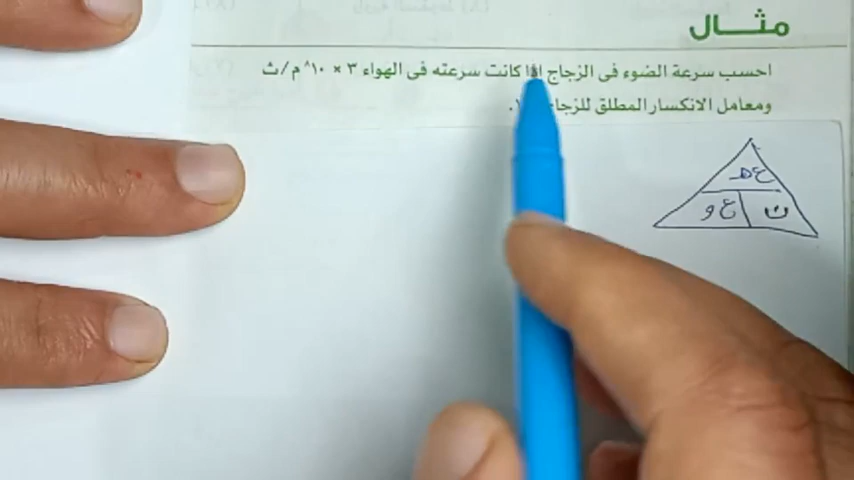 مثـــال
احسب سرعة الضوء فى الزجاج إذا كانت سرعته فى الهواء ٣ × ١٠^٨ م/ث
ومعامل الانكسار المطلق للزجاج
ع هـ
ن ع و